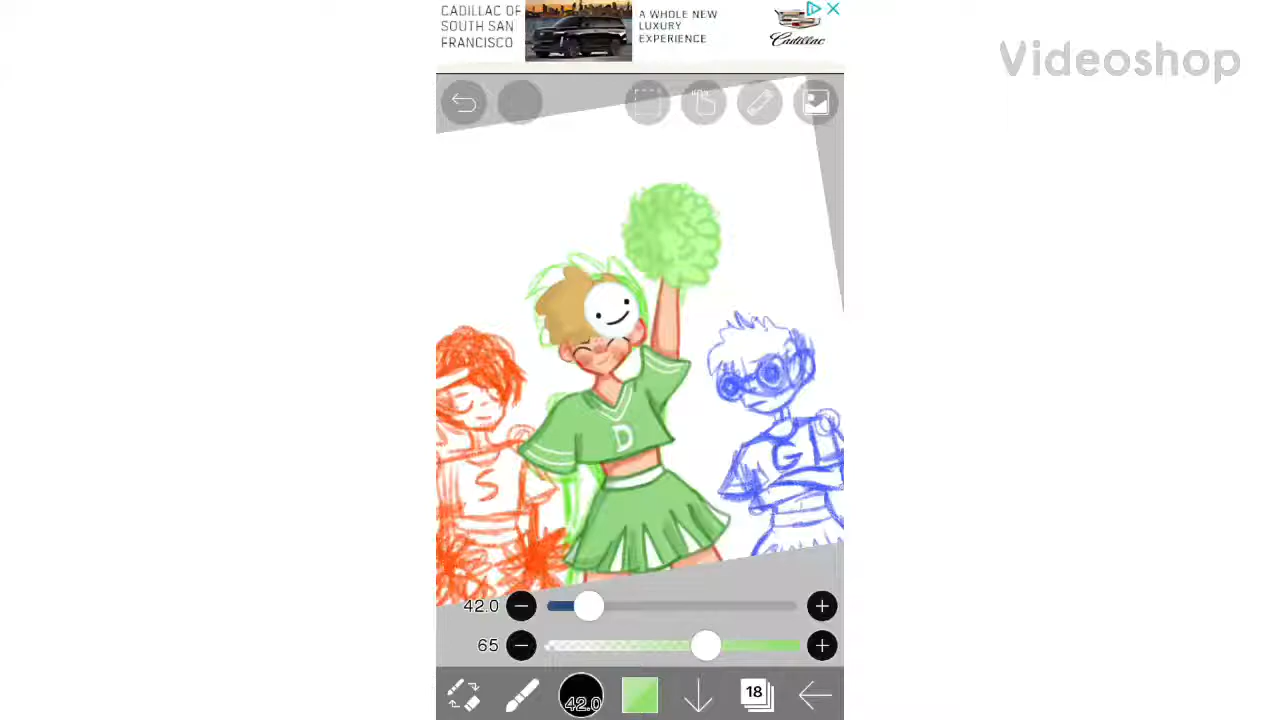 CADILLAC OF
SOUTH SAN
FRANCISCO
A WHOLE NEW
LUXURY
EXPERIENCE
Cadillac
Videoshop
D
S
G
42.0
65
42.0
18